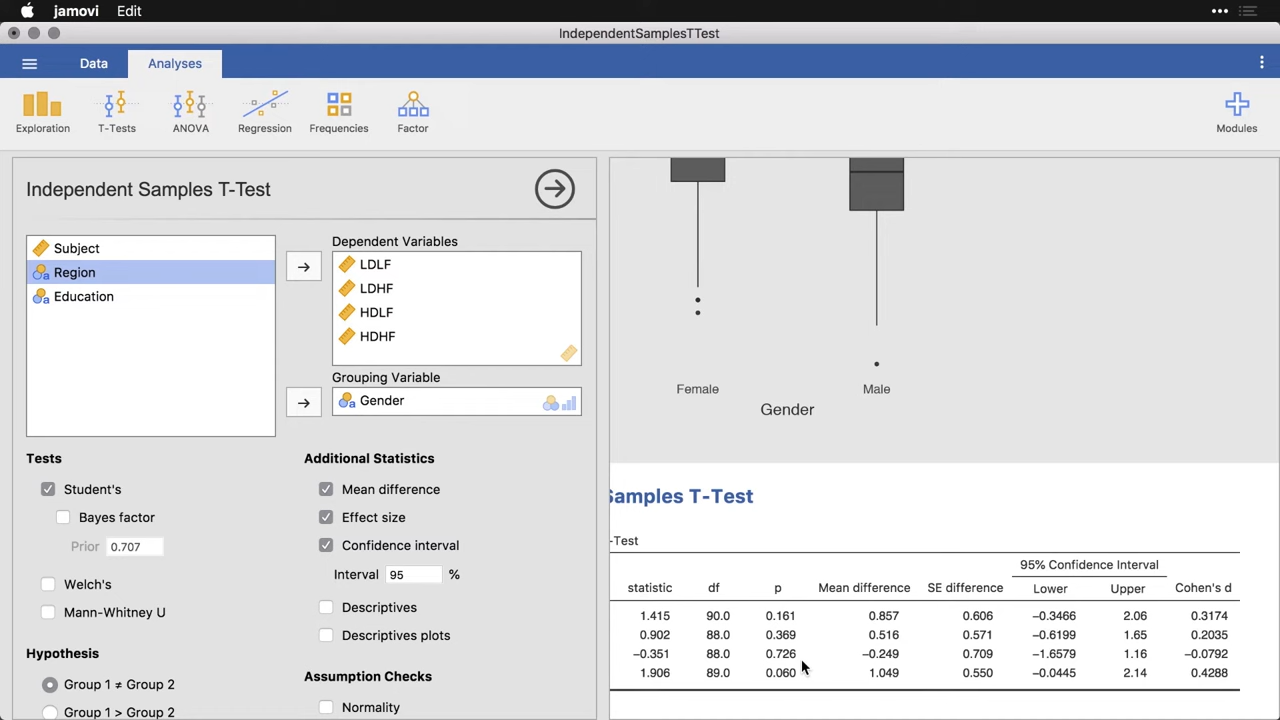 jamovi Edit
IndependentSamplesTTest
Data Analyses
Exploration T-Tests ANOVA Regression Frequencies Factor Modules
Independent Samples T-Test
Subject
Region
Education
Dependent Variables
LDLF
LDHF
HDLF
HDHF
Grouping Variable
Gender
Tests
Student's
Bayes factor
Prior 0.707
Welch's
Mann-Whitney U
Hypothesis
Group 1 ≠ Group 2
Group 1 > Group 2
Additional Statistics
Mean difference
Effect size
Confidence interval
Interval 95 %
Descriptives
Descriptives plots
Assumption Checks
Normality
Female Male
Gender
Samples T-Test
-Test
95% Confidence Interval
statistic df p Mean difference SE difference Lower Upper Cohen's d
1.415 90.0 0.161 0.857 0.606 −0.3466 2.06 0.3174
0.902 88.0 0.369 0.516 0.571 −0.6199 1.65 0.2035
−0.351 88.0 0.726 −0.249 0.709 −1.6579 1.16 −0.0792
1.906 89.0 0.060 1.049 0.550 −0.0445 2.14 0.4288